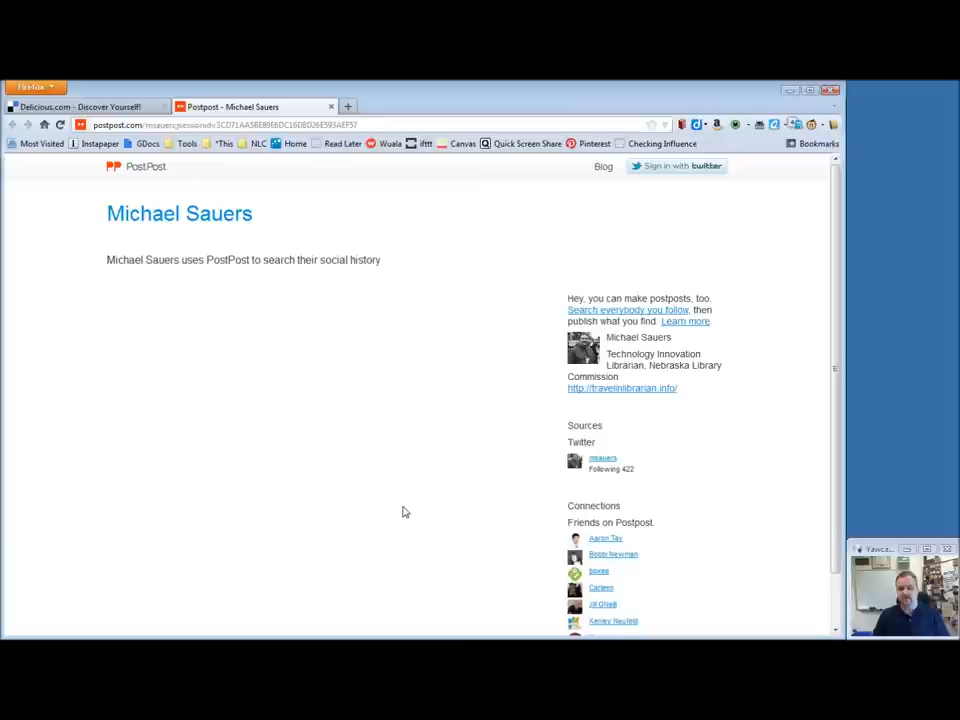 Firefox
Delicious.com - Discover Yourself!
Postpost - Michael Sauers
Most Visited Instapaper GDocs Tools *This NLC Home Read Later Wuala ifttt Canvas Quick Screen Share Pinterest Checking Influence Bookmarks
PostPost
Blog
Sign in with twitter
Michael Sauers
Michael Sauers uses PostPost to search their social history
Hey, you can make postposts, too.
Search everybody you follow, then
publish what you find. Learn more
Michael Sauers
Technology Innovation
Librarian, Nebraska Library
Commission
http://travelinlibrarian.info/
Sources
Twitter
msauers
Following 422
Connections
Friends on Postpost.
Aaron Tay
Bobbi Newman
boxee
Carleen
Jill ONeill
Kenley Neufeld
Yawca...